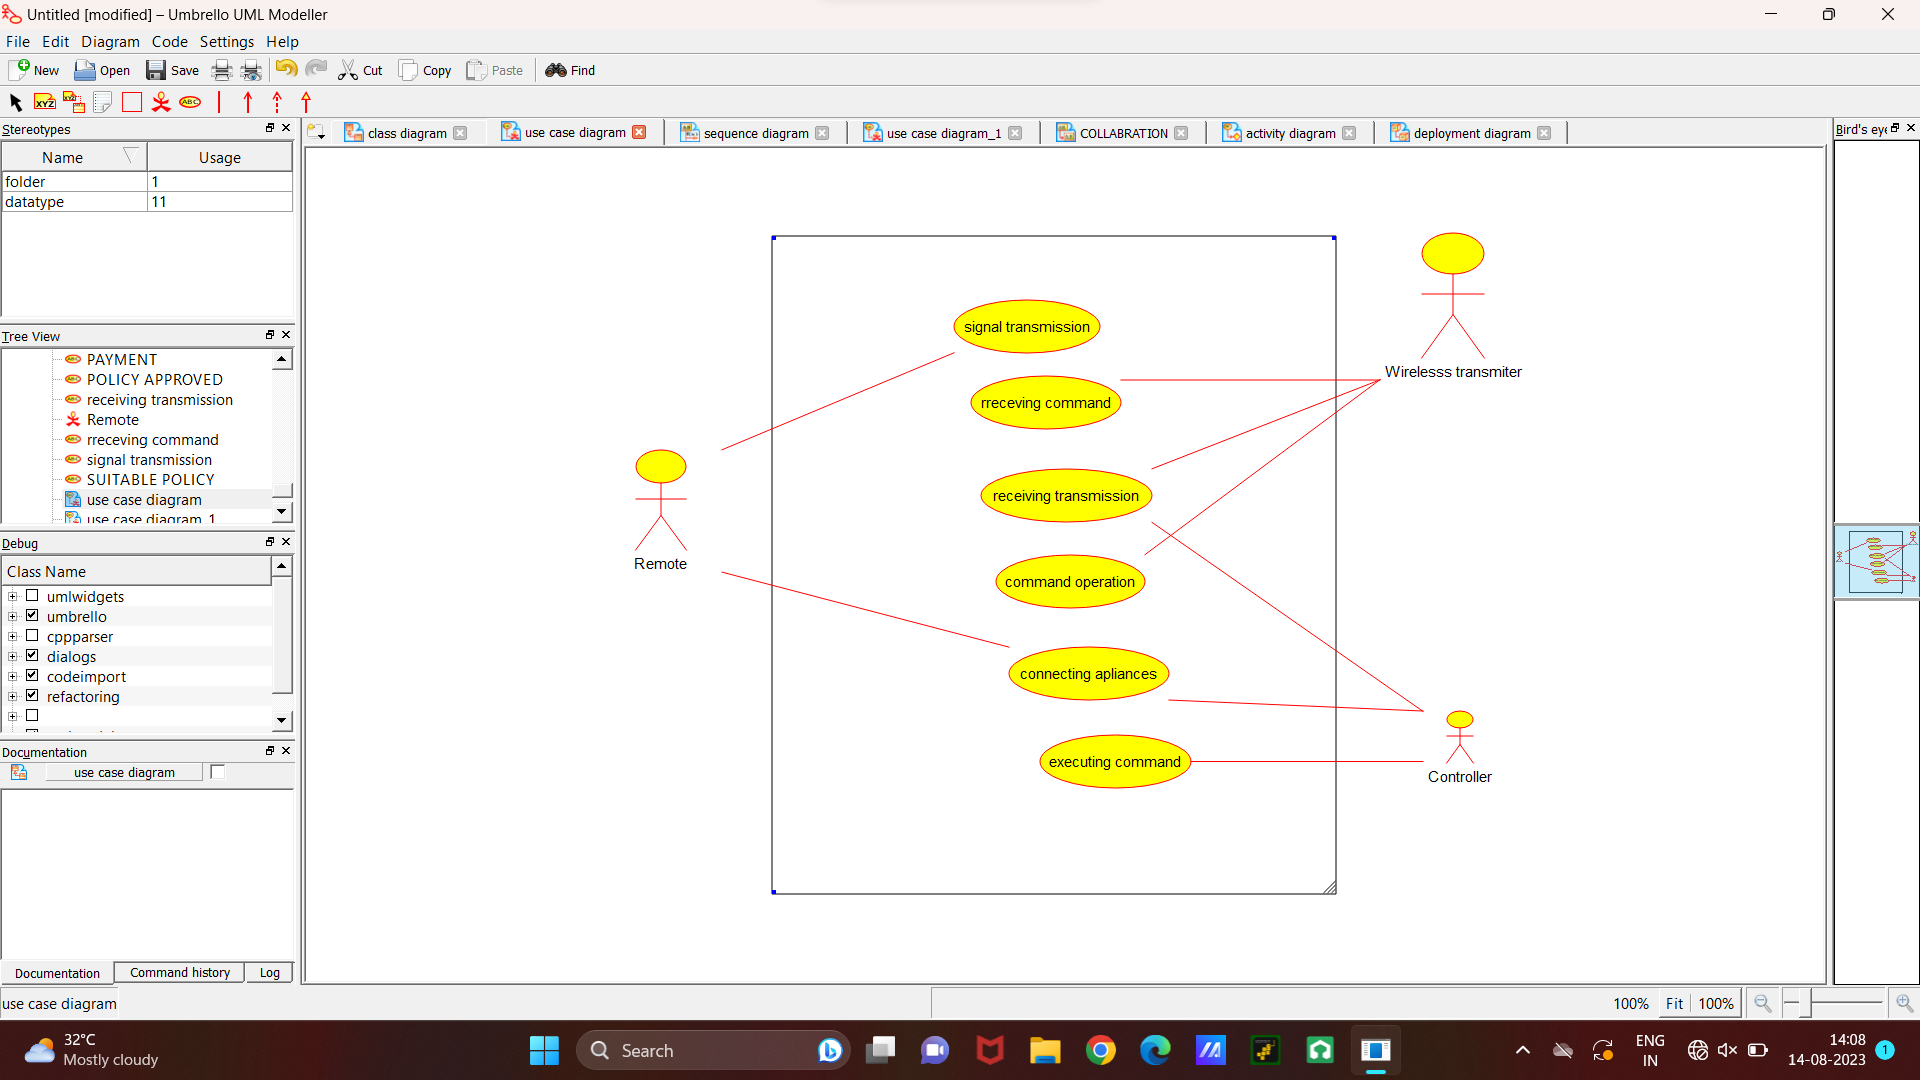 Untitled [modified] – Umbrello UML Modeller
File Edit Diagram Code Settings Help
New Open Save Cut Copy Paste Find
XYZ XYZ ABC
Stereotypes
Name Usage
folder 1
datatype 11
Tree View
PAYMENT
POLICY APPROVED
receiving transmission
Remote
rreceving command
signal transmission
SUITABLE POLICY
use case diagram
use case diagram_1
Debug
Class Name
umlwidgets
umbrello
cppparser
dialogs
codeimport
refactoring
Documentation
use case diagram
Documentation Command history Log
use case diagram
class diagram use case diagram sequence diagram use case diagram_1 COLLABRATION activity diagram deployment diagram
signal transmission
rreceving command
receiving transmission
command operation
connecting apliances
executing command
Remote
Wirelesss transmiter
Controller
Bird's eye
100% Fit 100%
32°C
Mostly cloudy
Search
ENG
IN
14:08
14-08-2023
1